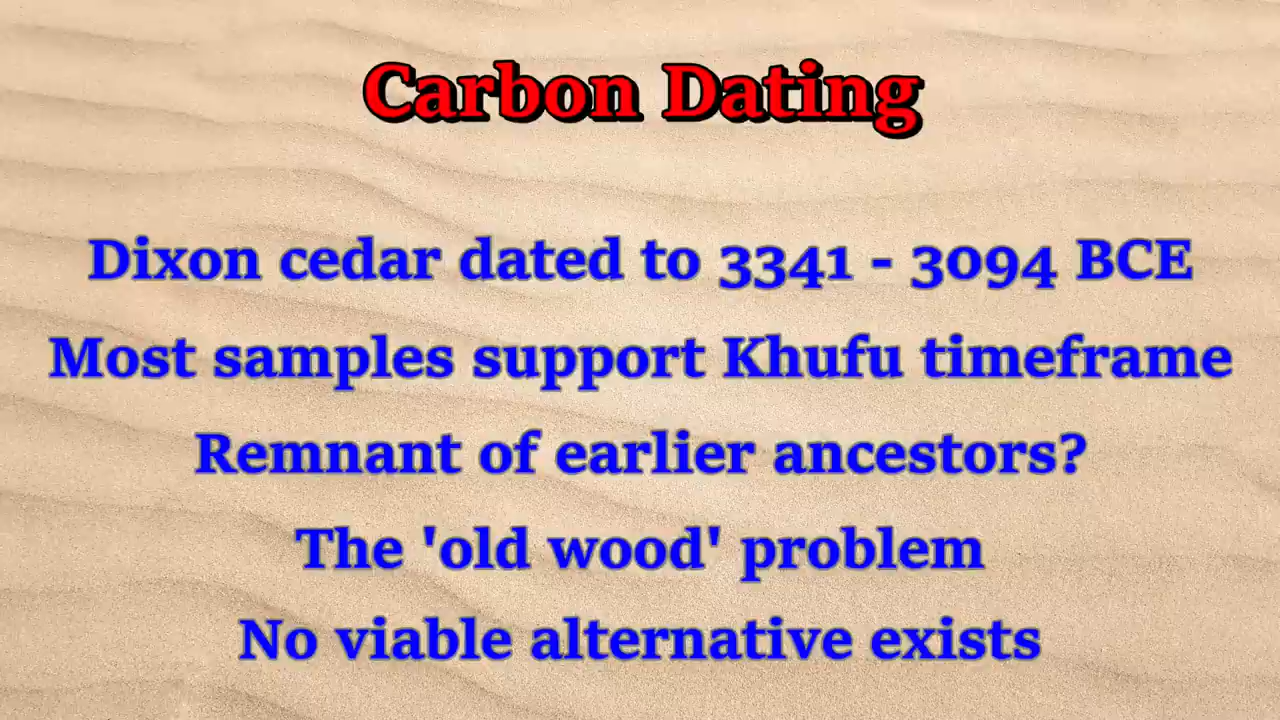 Carbon Dating
Dixon cedar dated to 3341 - 3094 BCE
Most samples support Khufu timeframe
Remnant of earlier ancestors?
The 'old wood' problem
No viable alternative exists